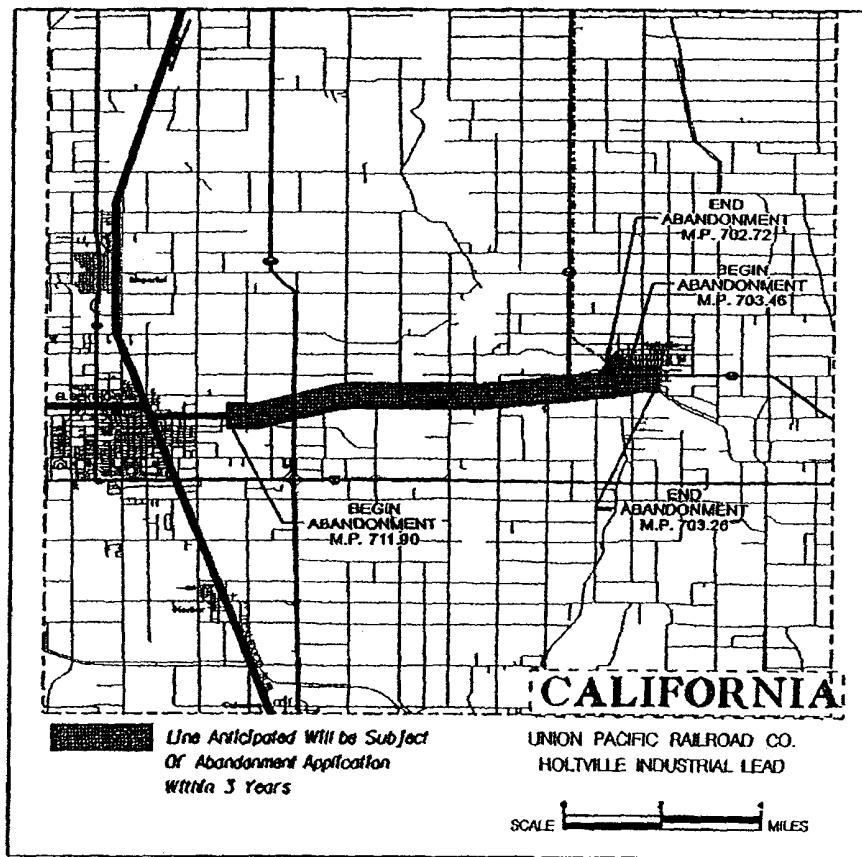 END
ABANDONMENT
M.P. 702.72
BEGIN
ABANDONMENT
M.P. 703.46
Imperial
BEGIN
ABANDONMENT
M.P. 711.90
END
ABANDONMENT
M.P. 703.26
CALIFORNIA
Line Anticipated Will be Subject
Of Abandonment Application
Within 3 Years
UNION PACIFIC RAILROAD CO.
HOLTVILLE INDUSTRIAL LEAD
SCALE
MILES